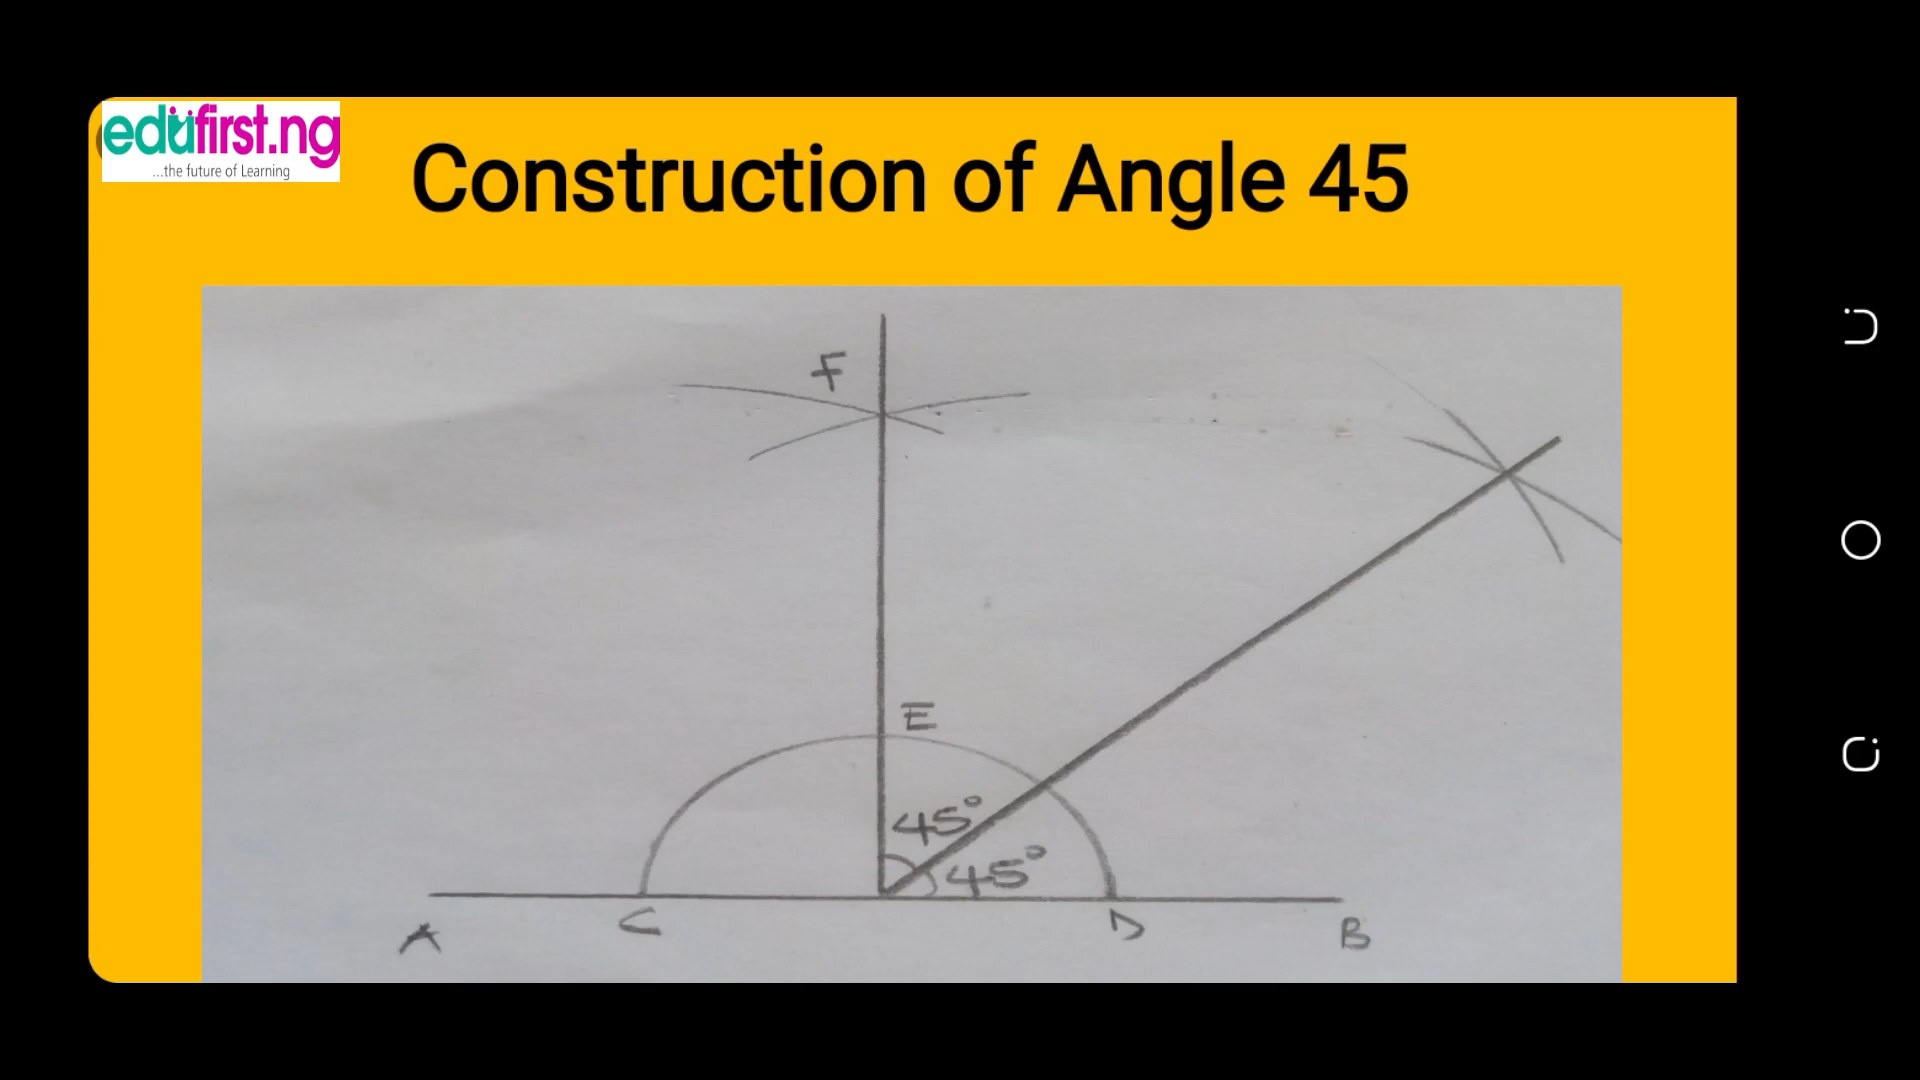 edufirst.ng
...the future of Learning
Construction of Angle 45
F
E
45°
45°
A
C
D
B